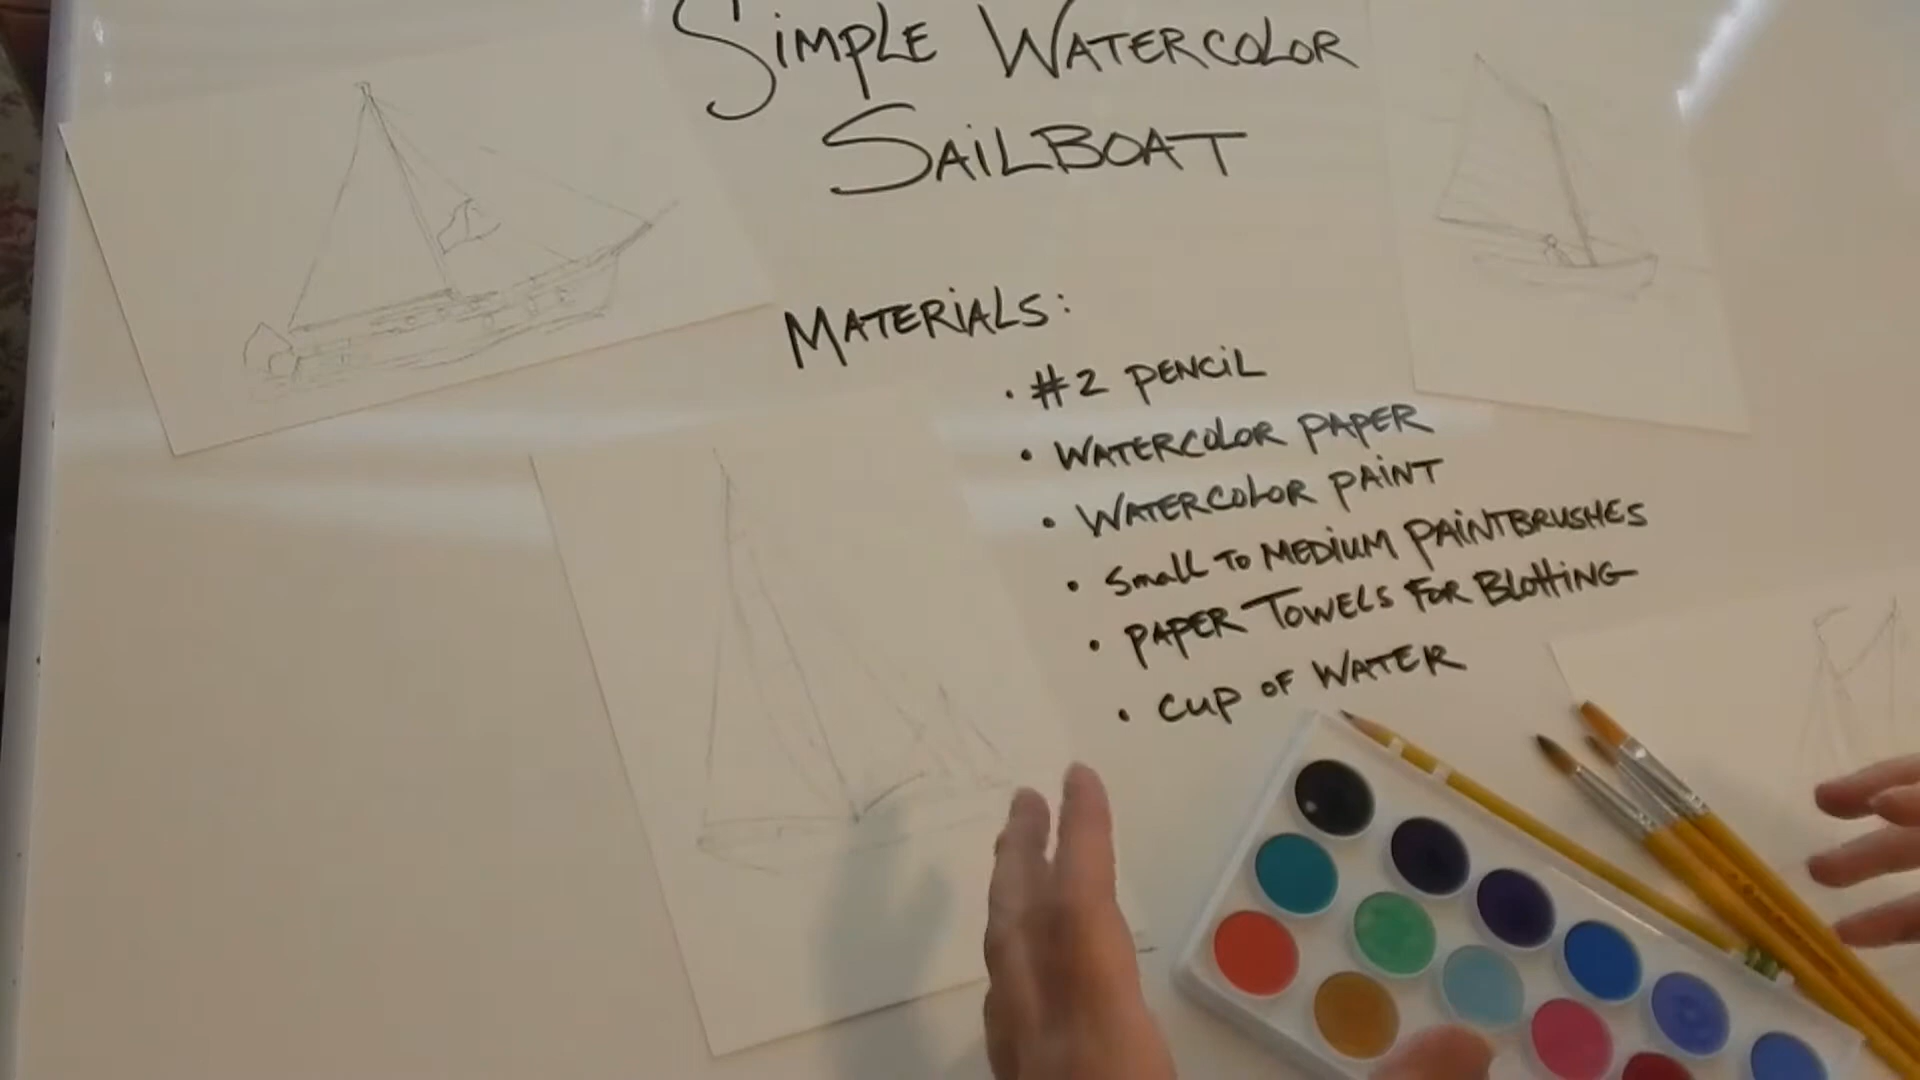 SIMPLE WATERCOLOR
SAILBOAT
MATERIALS:
• #2 PENCIL
• WATERCOLOR PAPER
• WATERCOLOR PAINT
• SMALL TO MEDIUM PAINTBRUSHES
• PAPER TOWELS FOR BLOTTING
• CUP OF WATER